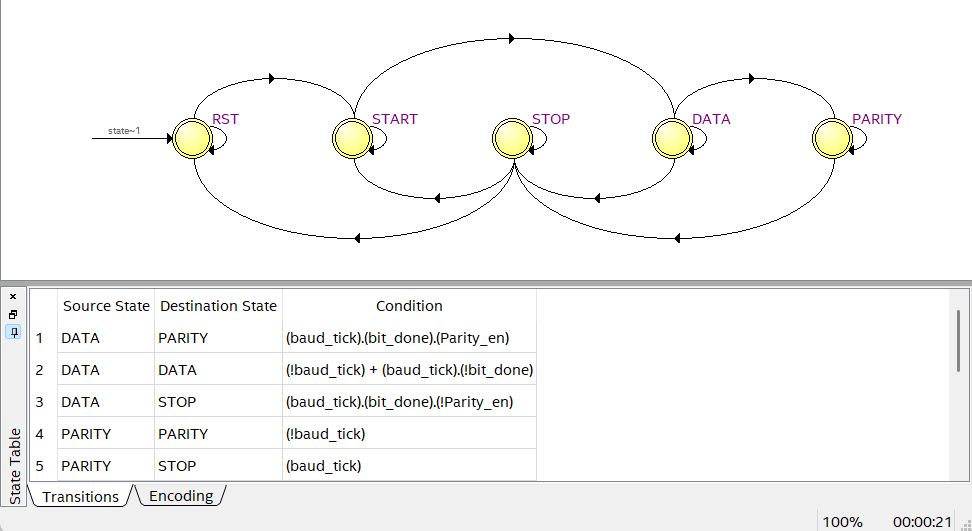 RST START STOP DATA PARITY
state~1
Source State Destination State Condition
1 DATA PARITY (baud_tick).(bit_done).(Parity_en)
2 DATA DATA (!baud_tick) + (baud_tick).(!bit_done)
3 DATA STOP (baud_tick).(bit_done).(!Parity_en)
4 PARITY PARITY (!baud_tick)
5 PARITY STOP (baud_tick)
State Table
Transitions Encoding
100% 00:00:21